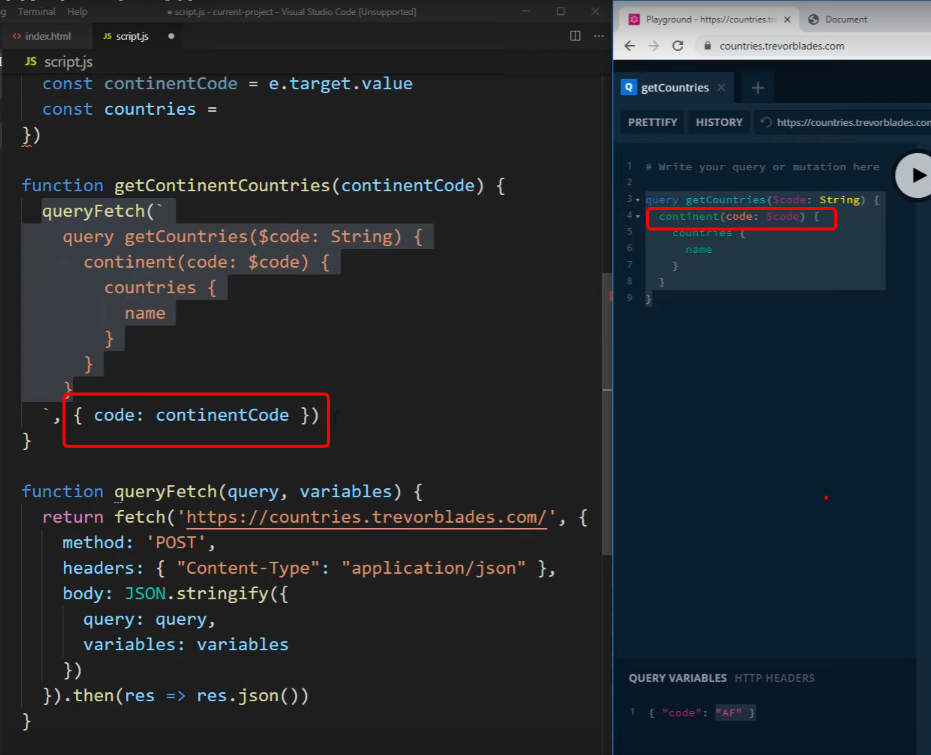 Terminal Help
● script.js - current-project - Visual Studio Code [Unsupported]
<> index.html
JS script.js ●
JS script.js
const continentCode = e.target.value
const countries =
})
function getContinentCountries(continentCode) {
queryFetch(`
query getCountries($code: String) {
continent(code: $code) {
countries {
name
}
}
}
`, { code: continentCode })
}
function queryFetch(query, variables) {
return fetch('https://countries.trevorblades.com/', {
method: 'POST',
headers: { "Content-Type": "application/json" },
body: JSON.stringify({
query: query,
variables: variables
})
}).then(res => res.json())
}
Playground - https://countries.tr
Document
countries.trevorblades.com
Q getCountries
PRETTIFY HISTORY https://countries.trevorblades.con
1 # Write your query or mutation here
2
3 query getCountries($code: String) {
4 continent(code: $code) {
5 countries {
6 name
7 }
8 }
9 }
QUERY VARIABLES HTTP HEADERS
1 { "code": "AF" }